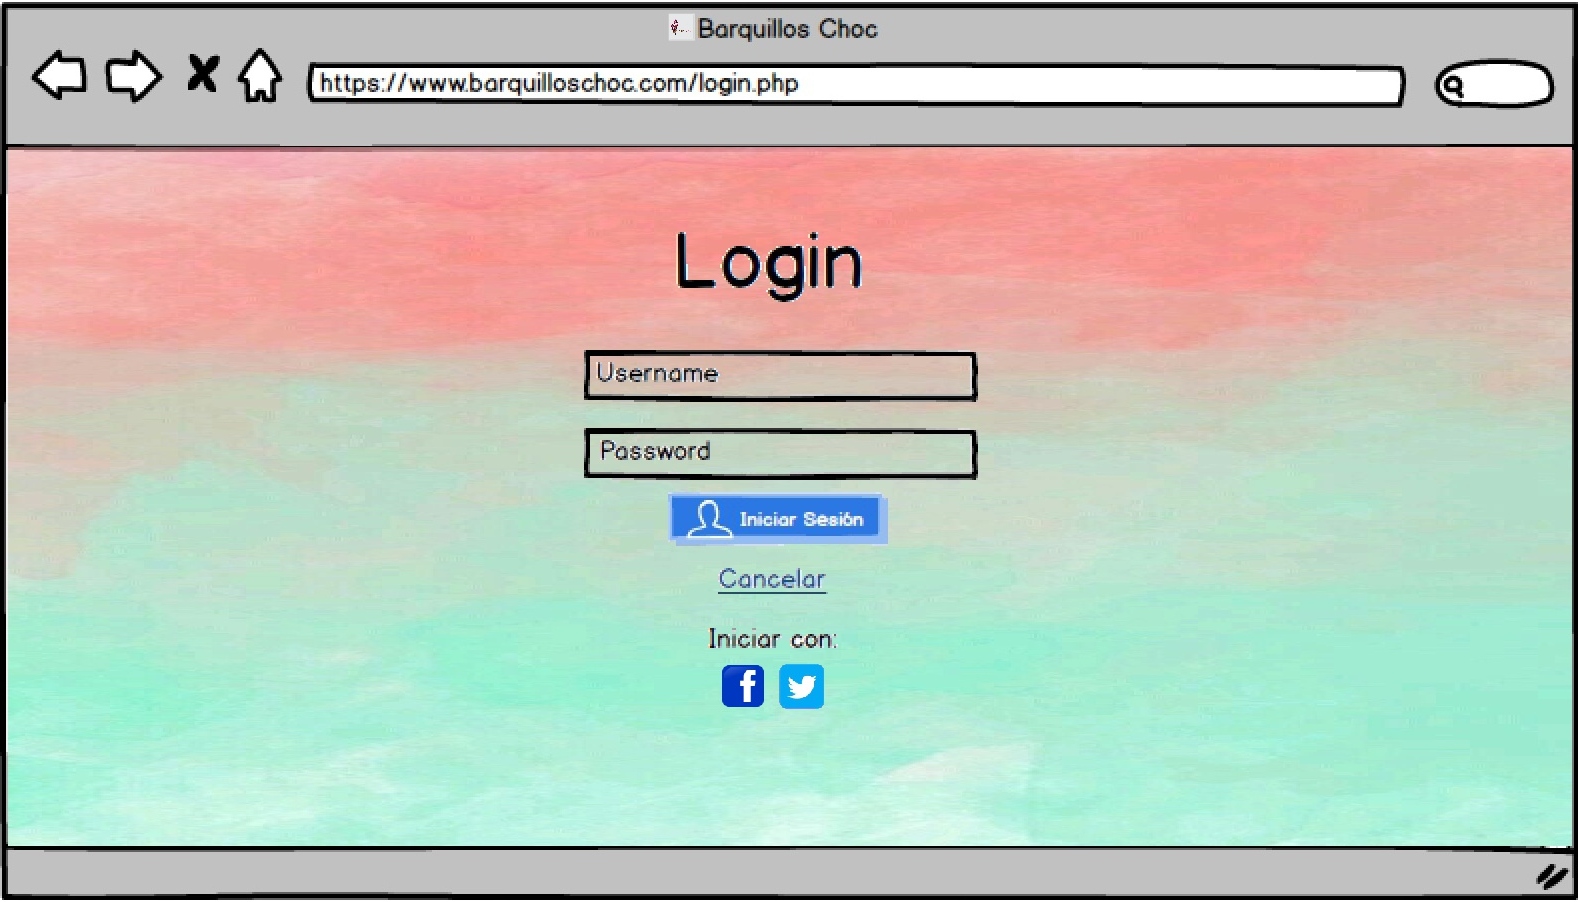 Barquillos Choc
https://www.barquilloschoc.com/login.php
Login
Username
Password
Iniciar Sesión
Cancelar
Iniciar con: